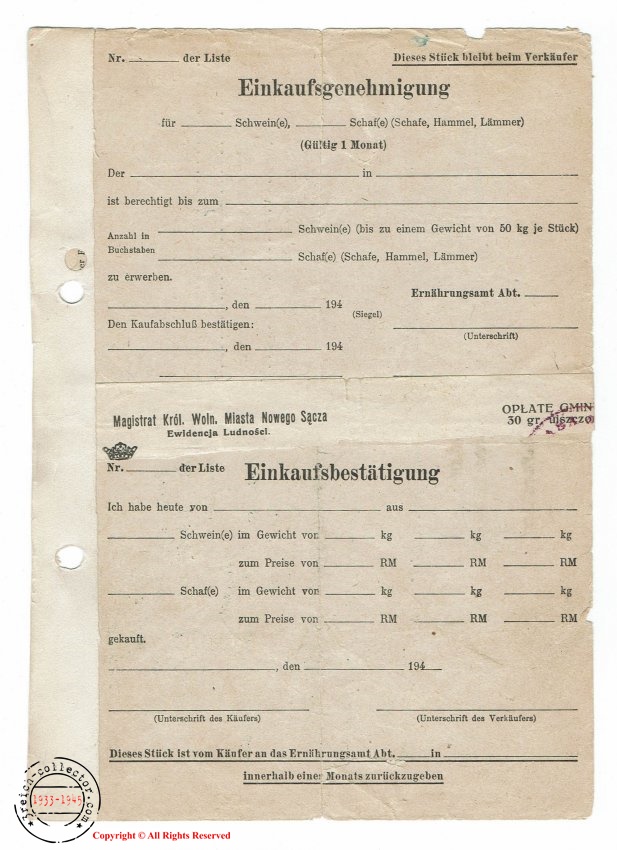 Nr. der Liste
Dieses Stück bleibt beim Verkäufer
Einkaufsgenehmigung
für Schwein(e), Schaf(e) (Schafe, Hammel, Lämmer)
(Gültig 1 Monat)
Der in
ist berechtigt bis zum
Anzahl in Buchstaben
Schwein(e) (bis zu einem Gewicht von 50 kg je Stück)
Schaf(e) (Schafe, Hammel, Lämmer)
zu erwerben.
Ernährungsamt Abt.
, den 194
(Siegel)
Den Kaufabschluß bestätigen:
(Unterschrift)
, den 194
Magistrat Król. Woln. Miasta Nowego Sącza
Ewidencja Ludności.
OPŁATE GMIN
30 gr. uiszczo
Nr. der Liste
Einkaufsbestätigung
Ich habe heute von aus
Schwein(e) im Gewicht von kg kg kg
zum Preise von RM RM RM
Schaf(e) im Gewicht von kg kg kg
zum Preise von RM RM RM
gekauft.
, den 194
(Unterschrift des Käufers) (Unterschrift des Verkäufers)
Dieses Stück ist vom Käufer an das Ernährungsamt Abt. in
innerhalb eines Monats zurückzugeben
3reich-collector.com
1933-1945
Copyright © All Rights Reserved